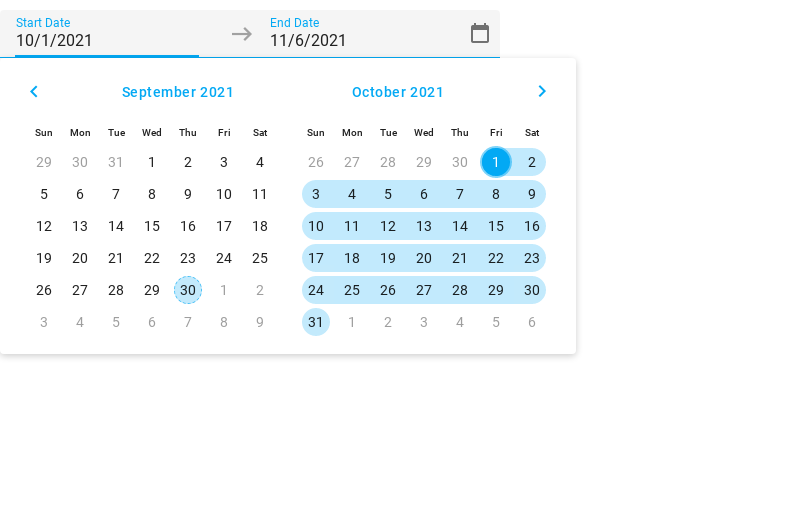 Start Date
End Date
10/1/2021
11/6/2021
September 2021
October 2021
Sun Mon Tue Wed Thu Fri Sat
Sun Mon Tue Wed Thu Fri Sat
29 30 31 1 2 3 4
26 27 28 29 30 1 2
5 6 7 8 9 10 11
3 4 5 6 7 8 9
12 13 14 15 16 17 18
10 11 12 13 14 15 16
19 20 21 22 23 24 25
17 18 19 20 21 22 23
26 27 28 29 30 1 2
24 25 26 27 28 29 30
3 4 5 6 7 8 9
31 1 2 3 4 5 6